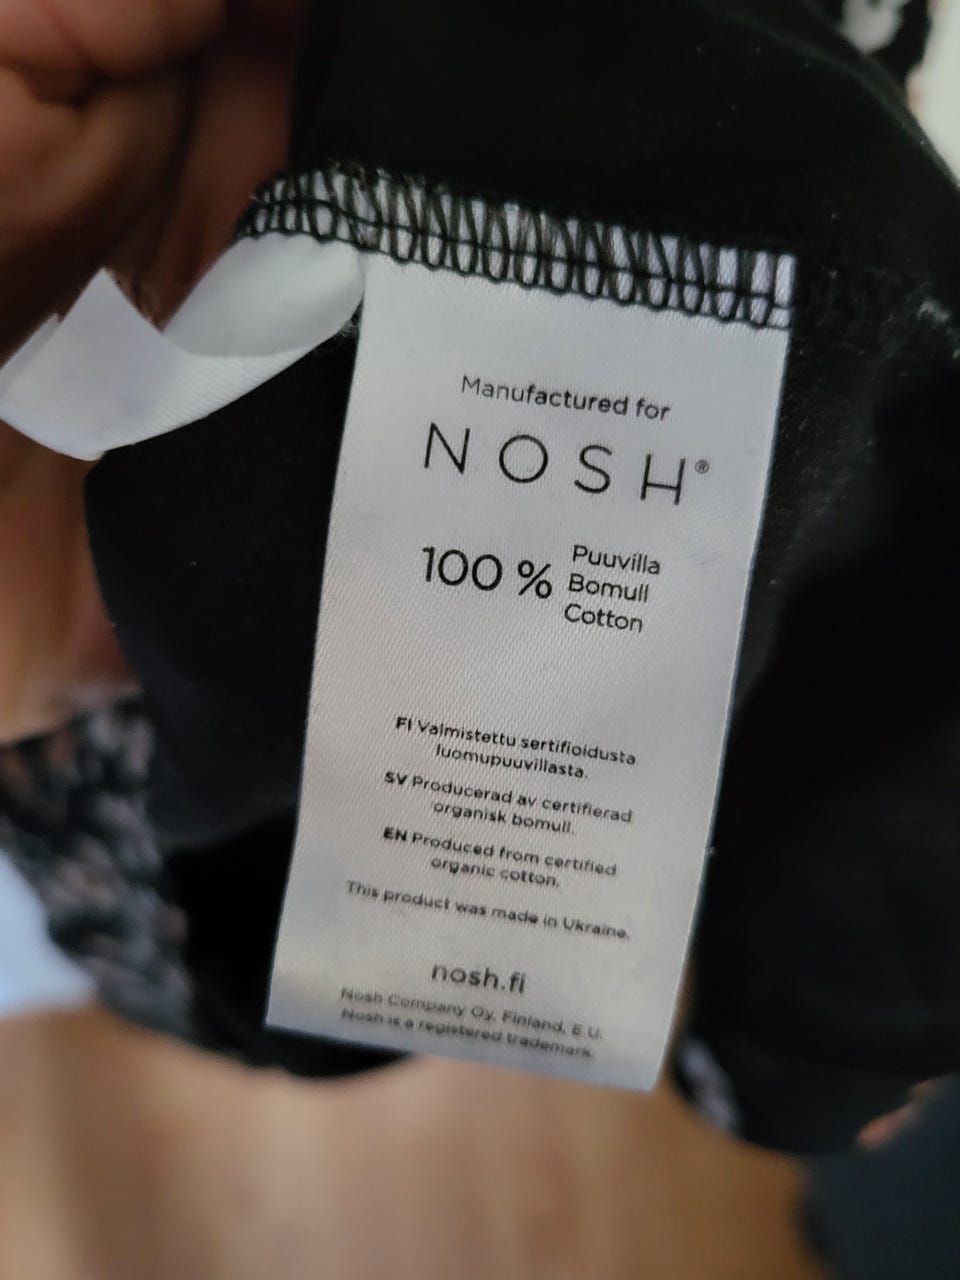 Manufactured for
NOSH®
100 % Puuvilla
Bomull
Cotton
FI Valmistettu sertifioidusta
luomupuuvillasta.
SV Producerad av certifierad
organisk bomull.
EN Produced from certified
organic cotton.
This product was made in Ukraine.
nosh.fi
Nosh Company Oy, Finland, E.U.
Nosh is a registered trademark.